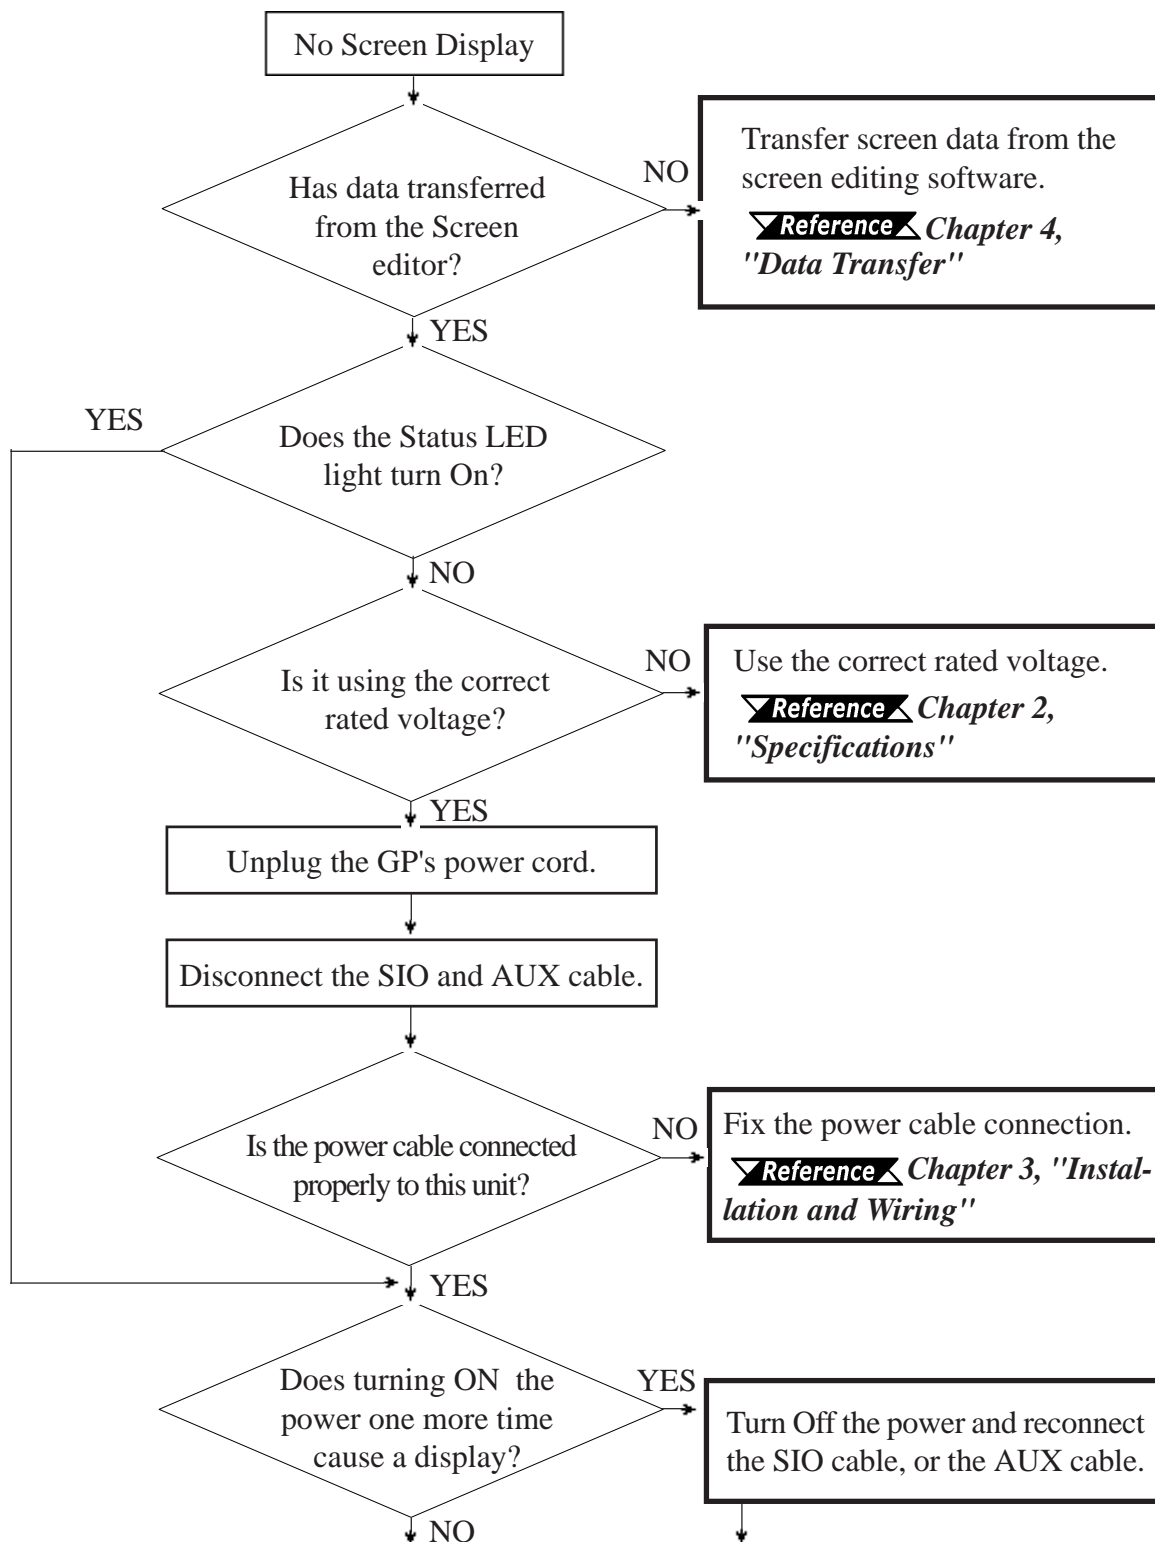 No Screen Display
Has data transferred
from the Screen
editor?
NO
Transfer screen data from the
screen editing software.
Reference Chapter 4,
"Data Transfer"
YES
YES
Does the Status LED
light turn On?
NO
Is it using the correct
rated voltage?
NO
Use the correct rated voltage.
Reference Chapter 2,
"Specifications"
YES
Unplug the GP's power cord.
Disconnect the SIO and AUX cable.
Is the power cable connected
properly to this unit?
NO
Fix the power cable connection.
Reference Chapter 3, "Instal-
lation and Wiring"
YES
Does turning ON the
power one more time
cause a display?
YES
Turn Off the power and reconnect
the SIO cable, or the AUX cable.
NO